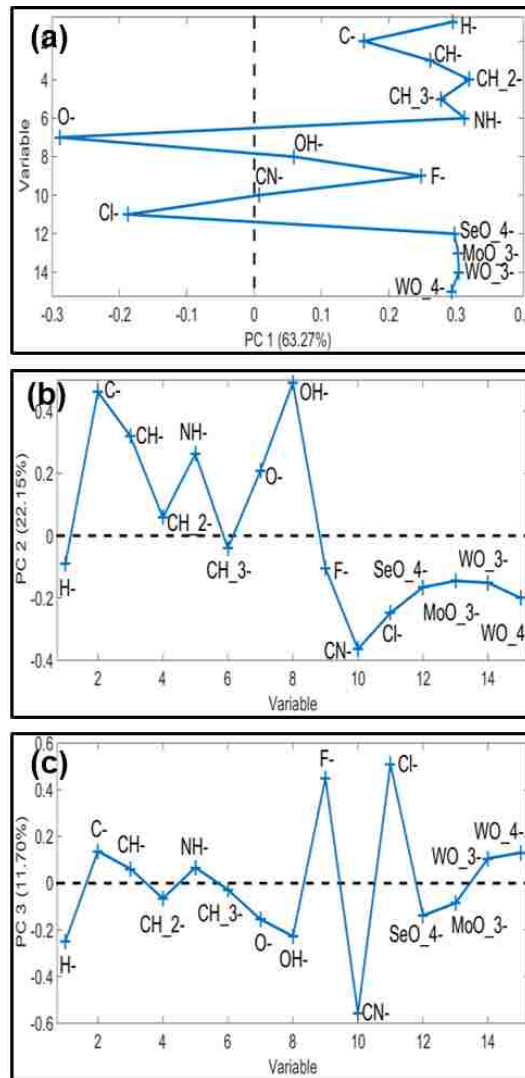 (a)
H-
C-
CH-
4
CH_2-
CH_3-
6
NH-
O-
Variable
8
OH-
F-
10
CN-
Cl-
12
SeO_4-
MoO_3-
14
WO_3-
WO_4-
-0.3 -0.2 -0.1 0 0.1 0.2 0.3
PC 1 (63.27%)
(b)
C-
OH-
0.4
CH-
NH-
0.2
O-
CH_2-
0
PC 2 (22.15%)
H-
CH_3-
F-
WO_3-
SeO_4-
-0.2
Cl-
MoO_3-
WO_4
CN-
-0.4
2 4 6 8 10 12 14
Variable
(c)
0.6
F-
Cl-
0.4
0.2
C-
CH-
NH-
WO_4-
WO_3-
0
PC 3 (11.70%)
CH_2-
CH_3-
SeO_4-
MoO_3-
-0.2
H-
O-
OH-
-0.4
CN-
-0.6
2 4 6 8 10 12 14
Variable